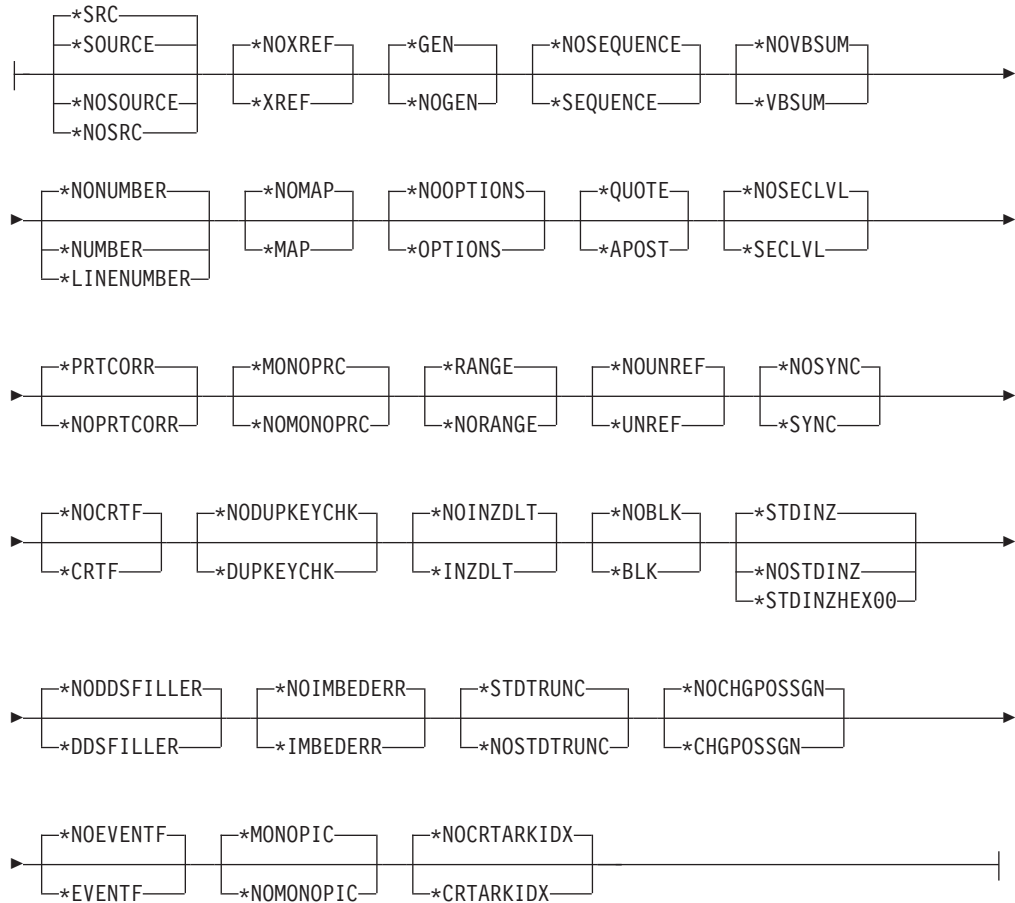 *SRC
*SOURCE *NOXREF *GEN *NOSEQUENCE *NOVBSUM
*NOSOURCE *XREF *NOGEN *SEQUENCE *VBSUM
*NOSRC
*NONUMBER *NOMAP *NOOPTIONS *QUOTE *NOSECLVL
*NUMBER *MAP *OPTIONS *APOST *SECLVL
*LINENUMBER
*PRTCORR *MONOPRC *RANGE *NOUNREF *NOSYNC
*NOPRTCORR *NOMONOPRC *NORANGE *UNREF *SYNC
*NOCRTF *NODUPKEYCHK *NOINZDLT *NOBLK *STDINZ
*CRTF *DUPKEYCHK *INZDLT *BLK *NOSTDINZ
*STDINZHEX00
*NODDSFILLER *NOIMBEDERR *STDTRUNC *NOCHGPOSSGN
*DDSFILLER *IMBEDERR *NOSTDTRUNC *CHGPOSSGN
*NOEVENTF *MONOPIC *NOCRTARKIDX
*EVENTF *NOMONOPIC *CRTARKIDX